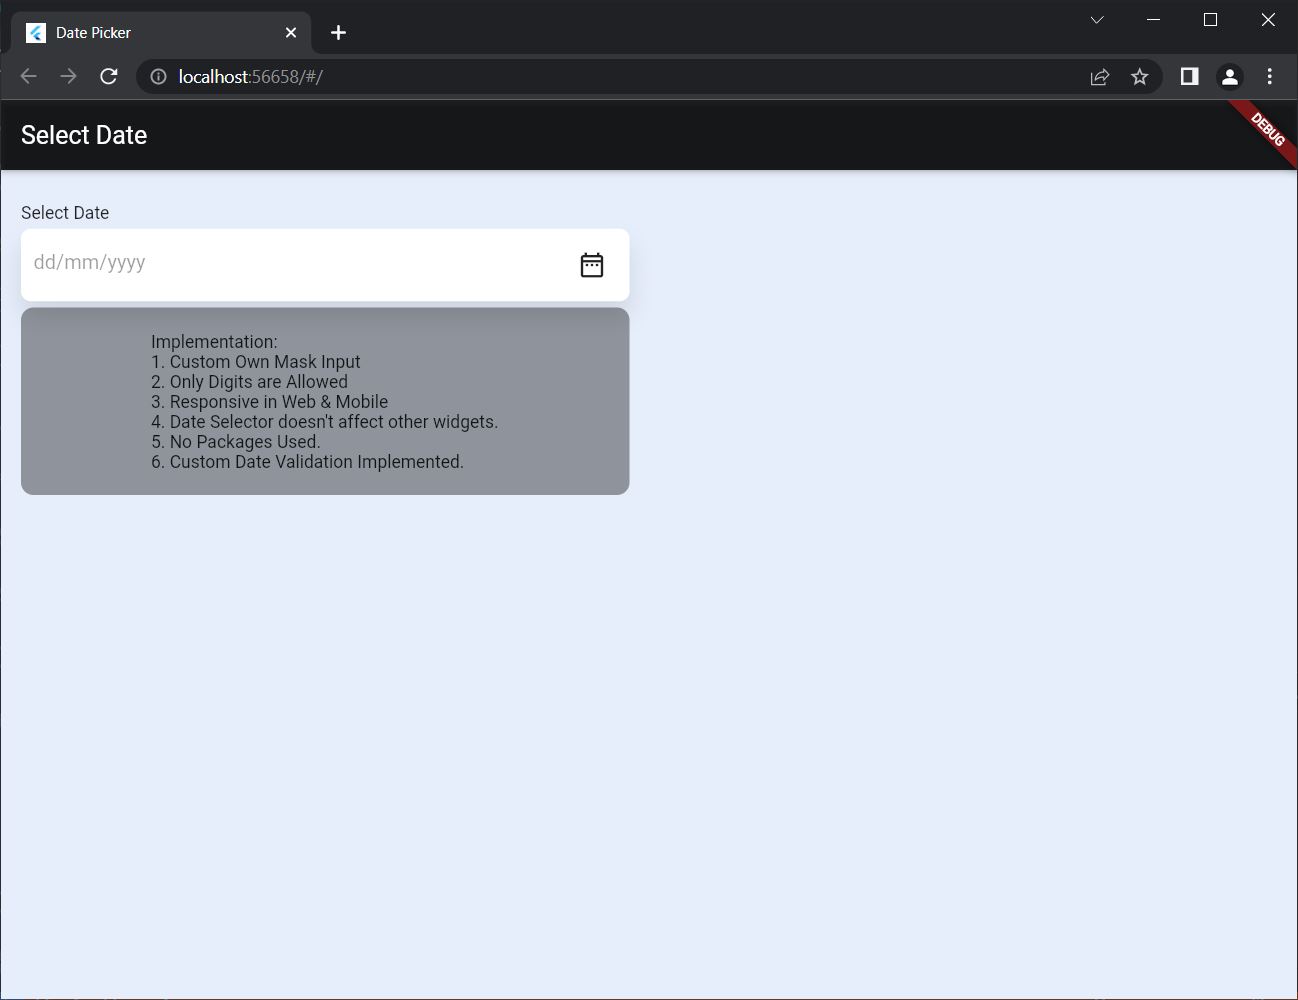 Date Picker
localhost:56658/#/
Select Date
DEBUG
Select Date
dd/mm/yyyy
Implementation:
1. Custom Own Mask Input
2. Only Digits are Allowed
3. Responsive in Web & Mobile
4. Date Selector doesn't affect other widgets.
5. No Packages Used.
6. Custom Date Validation Implemented.